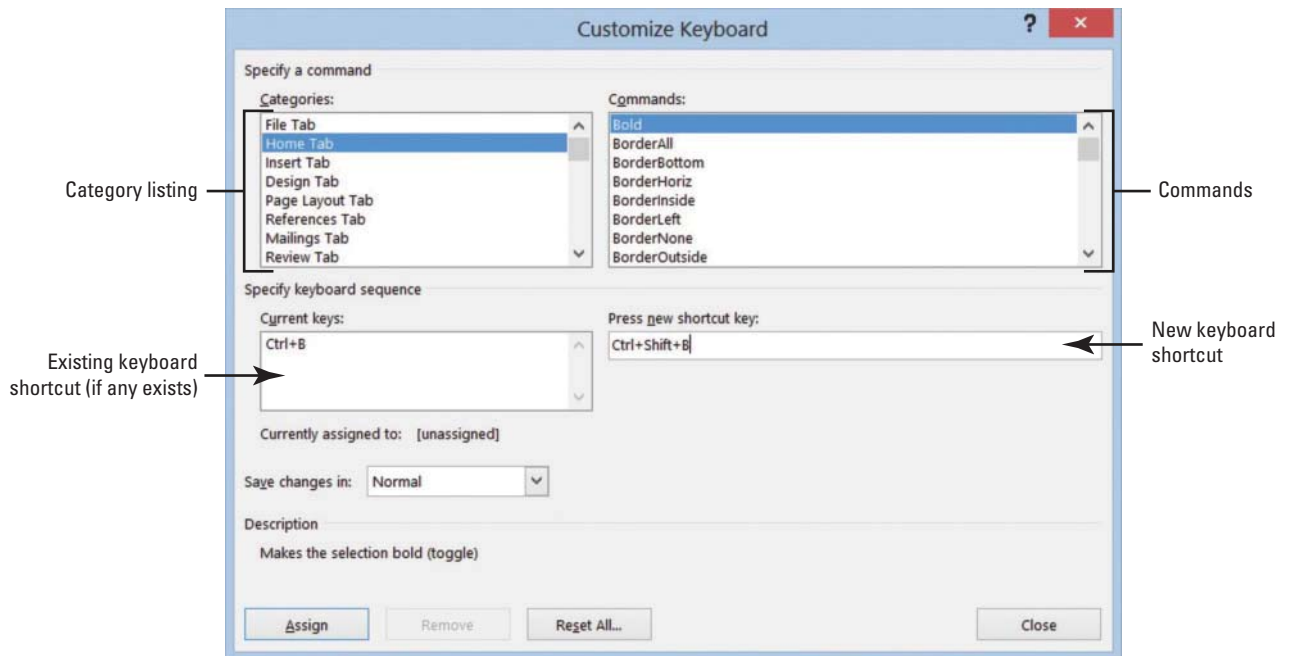 Customize Keyboard
?
Specify a command
Categories:
Commands:
File Tab
Home Tab
Insert Tab
Design Tab
Page Layout Tab
References Tab
Mailings Tab
Review Tab
Bold
BorderAll
BorderBottom
BorderHoriz
BorderInside
BorderLeft
BorderNone
BorderOutside
Category listing
Commands
Specify keyboard sequence
Current keys:
Press new shortcut key:
Ctrl+B
Ctrl+Shift+B
Existing keyboard
shortcut (if any exists)
New keyboard
shortcut
Currently assigned to: [unassigned]
Save changes in: Normal
Description
Makes the selection bold (toggle)
Assign Remove Reset All... Close